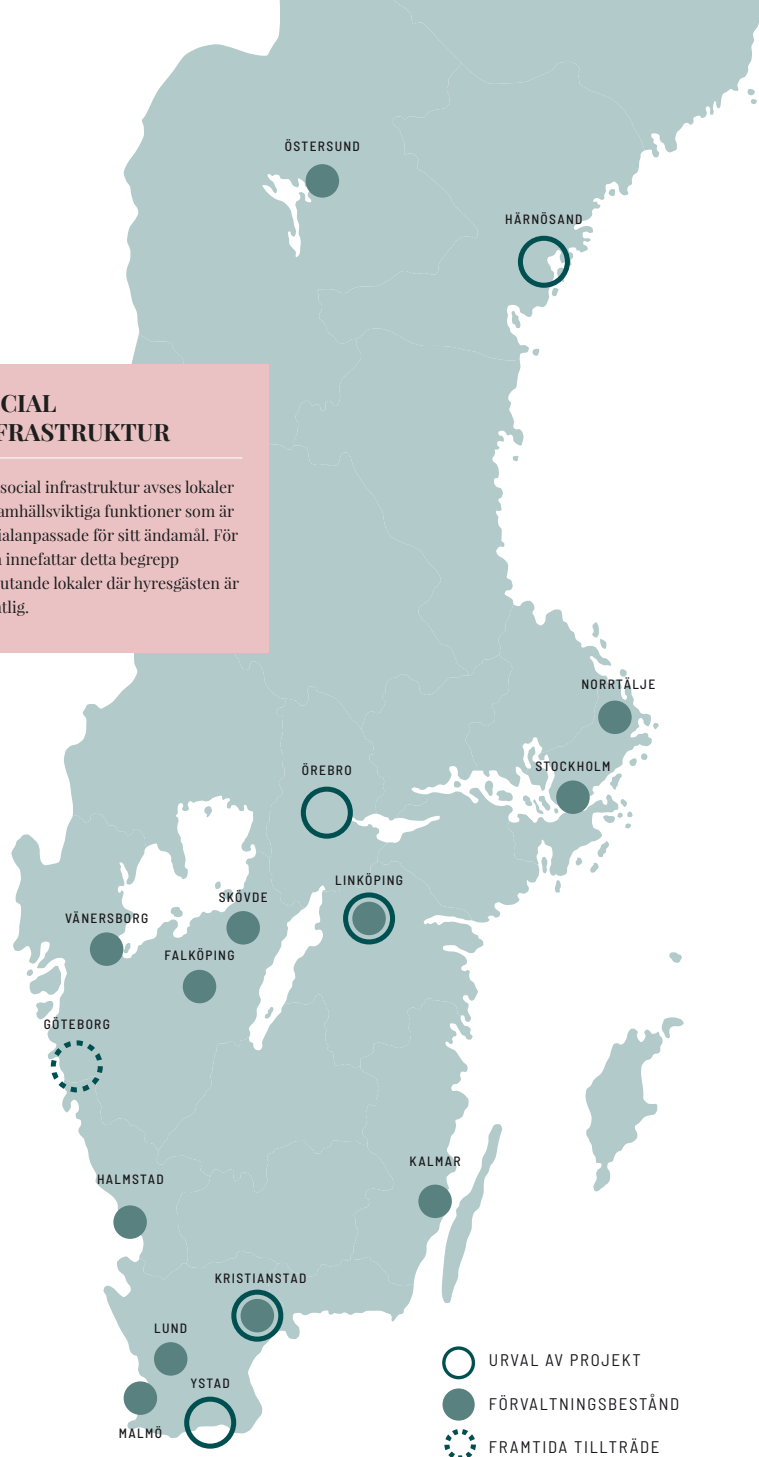 ÖSTERSUND
HÄRNÖSAND
CIAL
FRASTRUKTUR
social infrastruktur avses lokaler
amhällsviktiga funktioner som är
ialanpassade för sitt ändamål. För
innefattar detta begrepp
utande lokaler där hyresgästen är
tlig.
NORRTÄLJE
STOCKHOLM
ÖREBRO
LINKÖPING
SKÖVDE
VÄNERSBORG
FALKÖPING
GÖTEBORG
KALMAR
HALMSTAD
KRISTIANSTAD
LUND
YSTAD
MALMÖ
URVAL AV PROJEKT
FÖRVALTNINGSBESTÅND
FRAMTIDA TILLTRÄDE